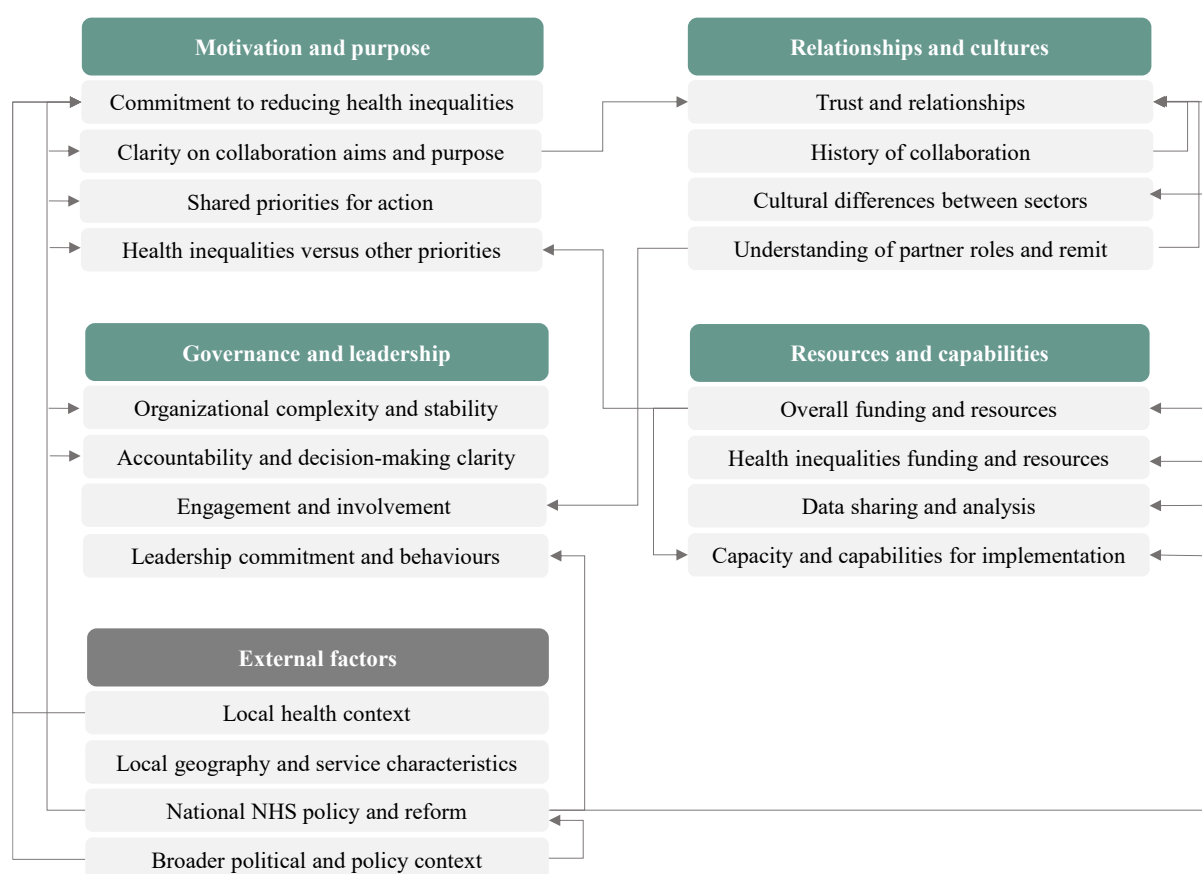 Motivation and purpose
Commitment to reducing health inequalities
Clarity on collaboration aims and purpose
Shared priorities for action
Health inequalities versus other priorities
Relationships and cultures
Trust and relationships
History of collaboration
Cultural differences between sectors
Understanding of partner roles and remit
Governance and leadership
Organizational complexity and stability
Accountability and decision-making clarity
Engagement and involvement
Leadership commitment and behaviours
Resources and capabilities
Overall funding and resources
Health inequalities funding and resources
Data sharing and analysis
Capacity and capabilities for implementation
External factors
Local health context
Local geography and service characteristics
National NHS policy and reform
Broader political and policy context